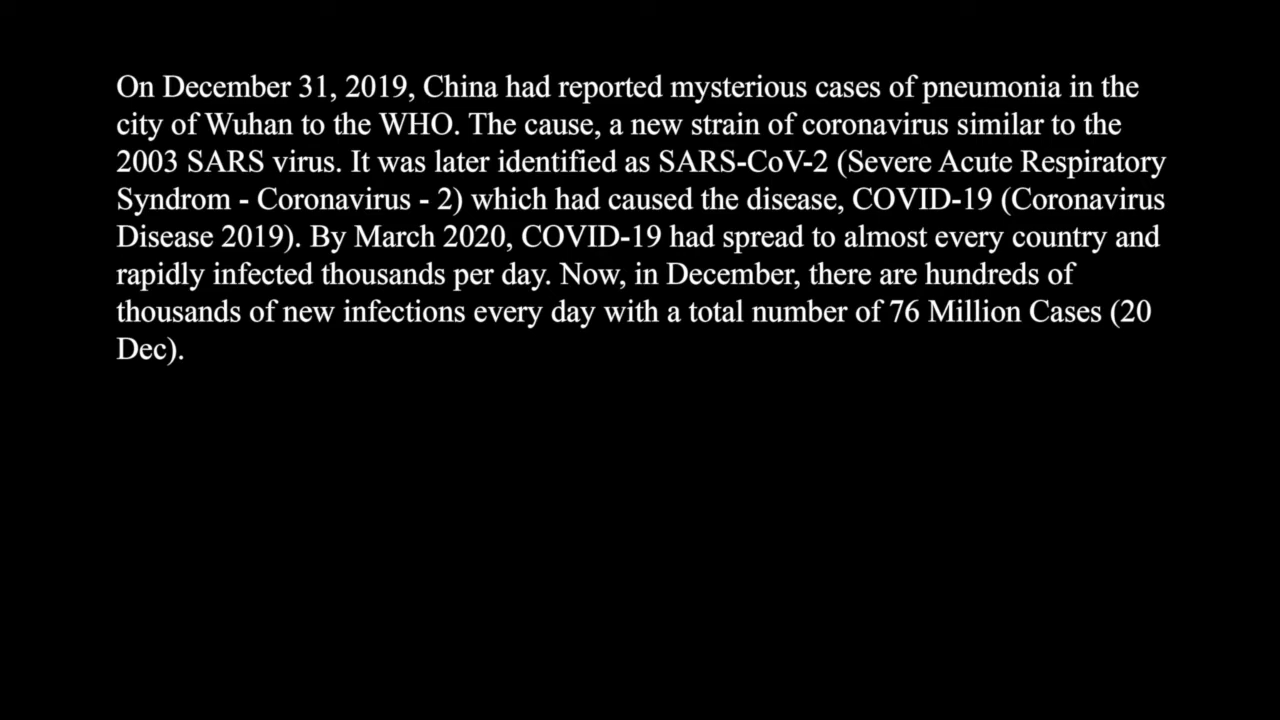 On December 31, 2019, China had reported mysterious cases of pneumonia in the
city of Wuhan to the WHO. The cause, a new strain of coronavirus similar to the
2003 SARS virus. It was later identified as SARS-CoV-2 (Severe Acute Respiratory
Syndrom - Coronavirus - 2) which had caused the disease, COVID-19 (Coronavirus
Disease 2019). By March 2020, COVID-19 had spread to almost every country and
rapidly infected thousands per day. Now, in December, there are hundreds of
thousands of new infections every day with a total number of 76 Million Cases (20
Dec).